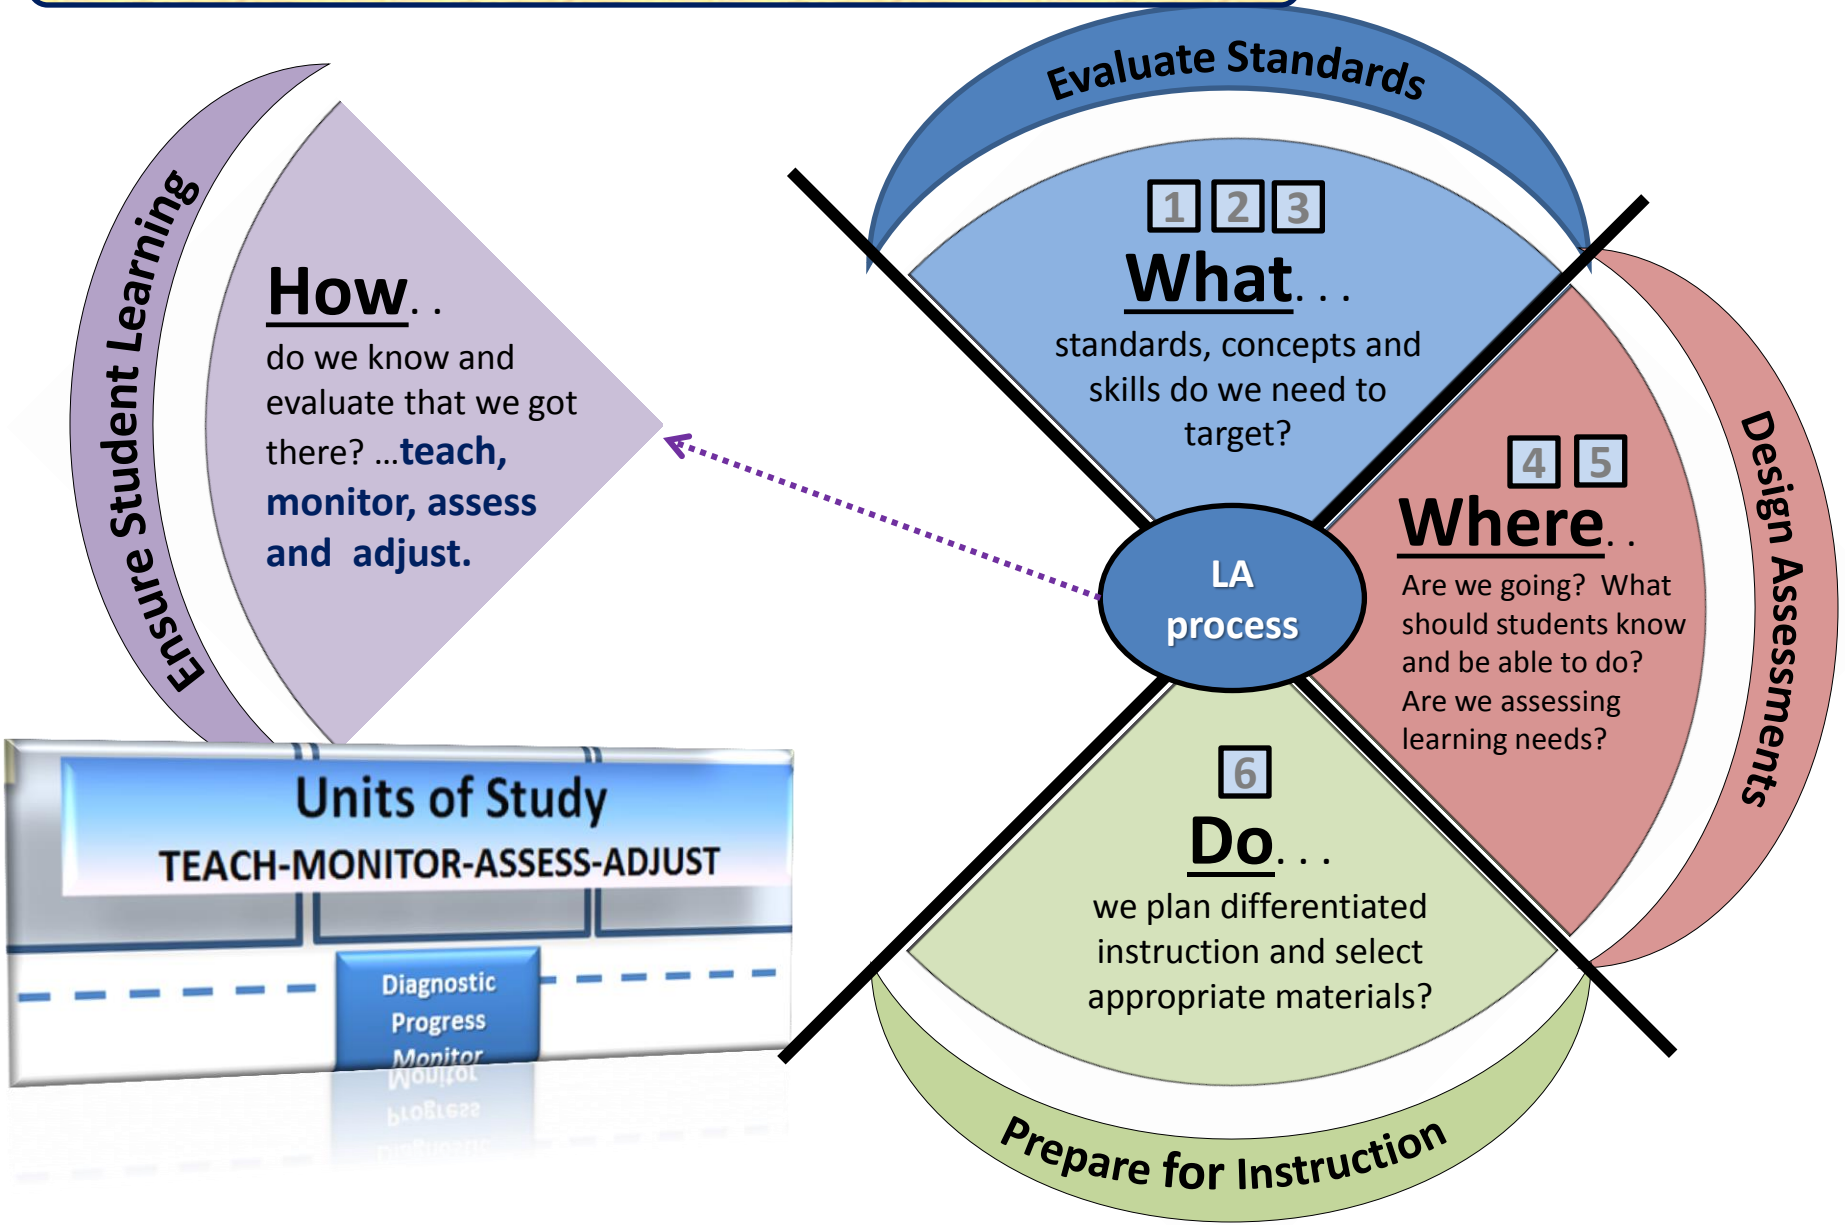 Evaluate Standards
1 2 3
What. . .
standards, concepts and
skills do we need to
target?
Ensure Student Learning
How. .
do we know and
evaluate that we got
there? ...teach,
monitor, assess
and adjust.
4 5
Where. .
Are we going? What
should students know
and be able to do?
Are we assessing
learning needs?
Design Assessments
LA
process
6
Do. . .
we plan differentiated
instruction and select
appropriate materials?
Prepare for Instruction
Units of Study
TEACH-MONITOR-ASSESS-ADJUST
Diagnostic
Progress
Monitor